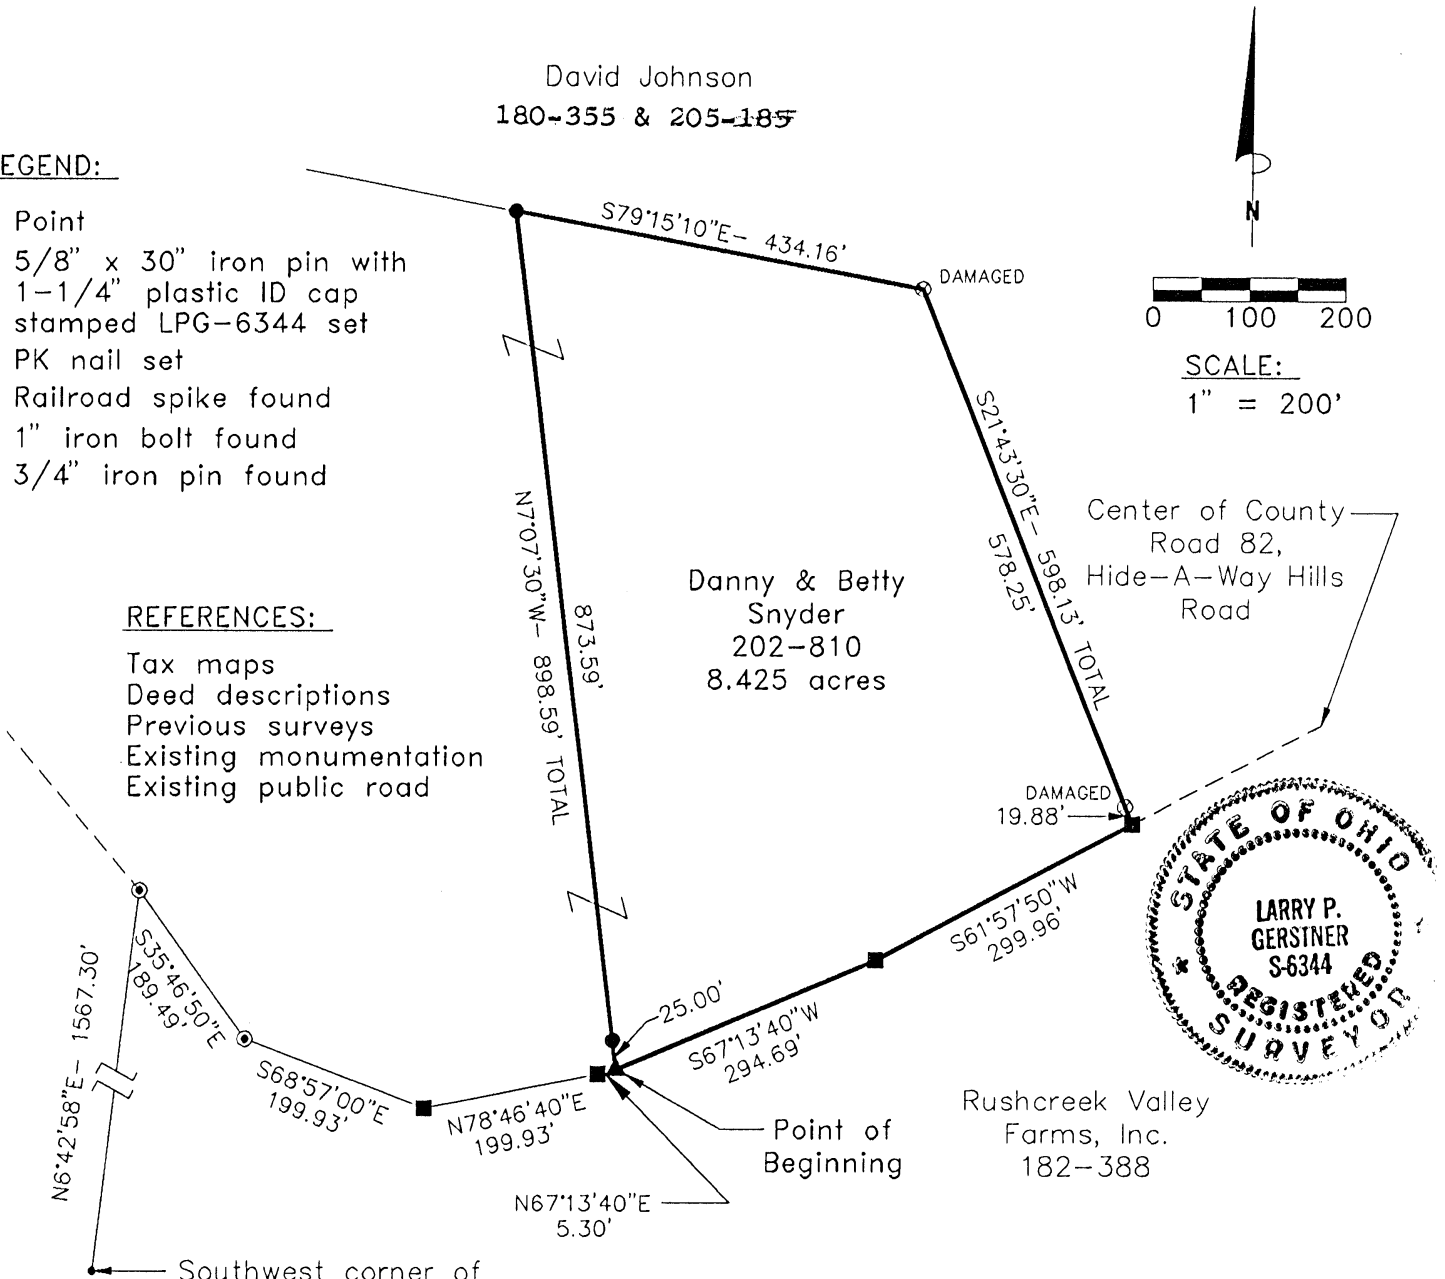 David Johnson
180-355 & 205-185
EGEND:
Point
5/8" x 30" iron pin with
1-1/4" plastic ID cap
stamped LPG-6344 set
PK nail set
Railroad spike found
1" iron bolt found
3/4" iron pin found
REFERENCES:
Tax maps
Deed descriptions
Previous surveys
Existing monumentation
Existing public road
N
0 100 200
SCALE:
1" = 200'
S79°15'10"E- 434.16'
DAMAGED
S21°43'30"E- 598.13' TOTAL
578.25'
Center of County
Road 82,
Hide-A-Way Hills
Road
N7°07'30"W- 898.59' TOTAL
873.59'
Danny & Betty
Snyder
202-810
8.425 acres
DAMAGED
19.88'
S61°57'50"W
299.96'
S67°13'40"W
294.69'
25.00'
STATE OF OHIO
LARRY P.
GERSTNER
S-6344
REGISTERED
SURVEYOR
N6°42'58"E- 1567.30'
S35°46'50"E
189.49'
S68°57'00"E
199.93'
N78°46'40"E
199.93'
N67°13'40"E
5.30'
Point of
Beginning
Rushcreek Valley
Farms, Inc.
182-388
Southwest corner of